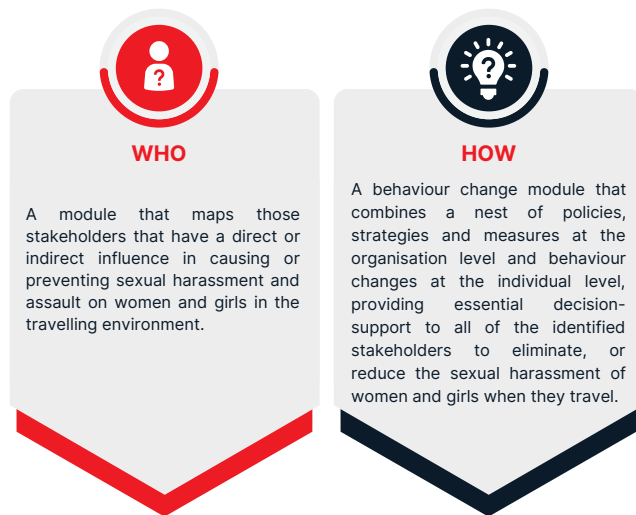 ?
WHO
A module that maps those
stakeholders that have a direct or
indirect influence in causing or
preventing sexual harassment and
assault on women and girls in the
travelling environment.
?
HOW
A behaviour change module that
combines a nest of policies,
strategies and measures at the
organisation level and behaviour
changes at the individual level,
providing essential decision-
support to all of the identified
stakeholders to eliminate, or
reduce the sexual harassment of
women and girls when they travel.